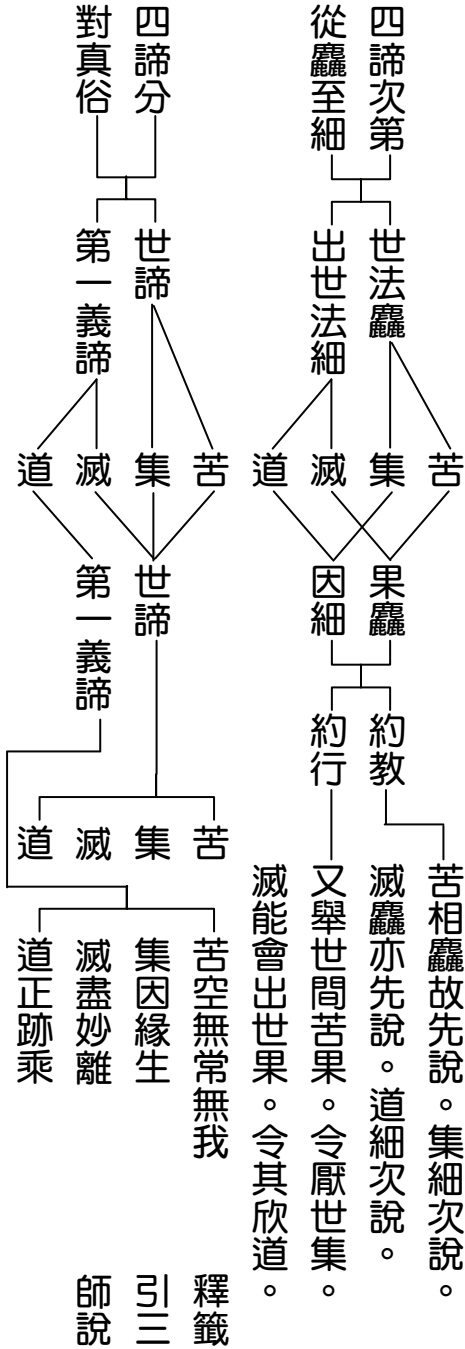 四諦次第
從麤至細
世法麤
出世法細
苦
集
滅
道
果麤
因細
約教
約行
苦相麤故先說。集細次說。
滅麤亦先說。道細次說。
又舉世間苦果。令厭世集。
滅能會出世果。令其欣道。
四諦分
對真俗
世諦
第一義諦
苦
集
滅
道
世諦
第一義諦
苦
集
滅
道
苦空無常無我
集因緣生
滅盡妙離
道正跡乘
釋籤
引三
師說